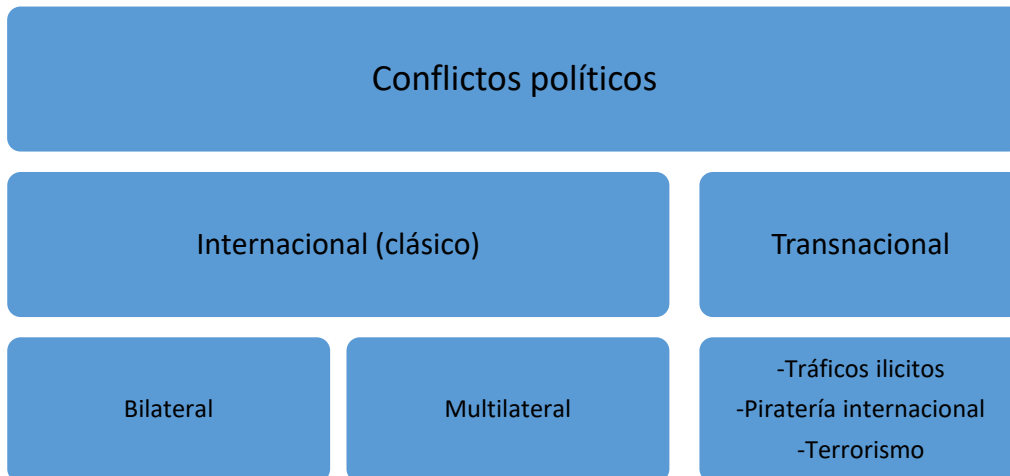 Conflictos políticos
Internacional (clásico)
Transnacional
Bilateral
Multilateral
-Tráficos ilicitos
-Piratería internacional
-Terrorismo